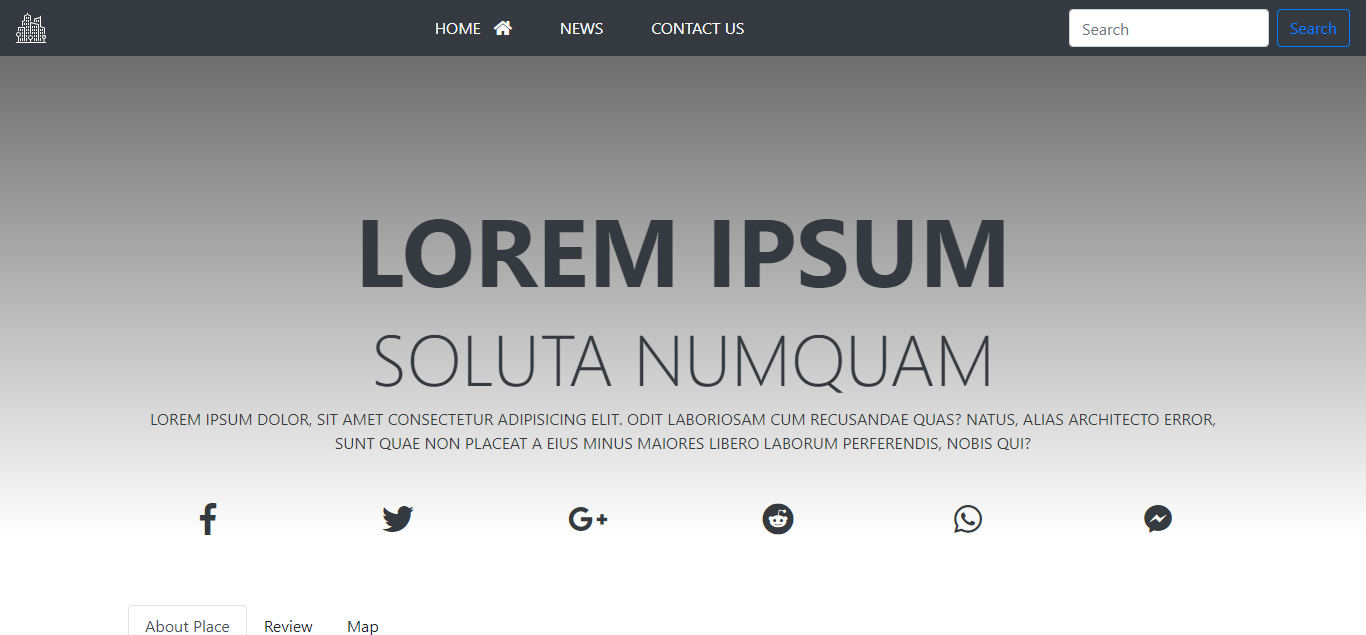 HOME NEWS CONTACT US Search Search
LOREM IPSUM
SOLUTA NUMQUAM
LOREM IPSUM DOLOR, SIT AMET CONSECTETUR ADIPISICING ELIT. ODIT LABORIOSAM CUM RECUSANDAE QUAS? NATUS, ALIAS ARCHITECTO ERROR,
SUNT QUAE NON PLACEAT A EIUS MINUS MAIORES LIBERO LABORUM PERFERENDIS, NOBIS QUI?
About Place Review Map